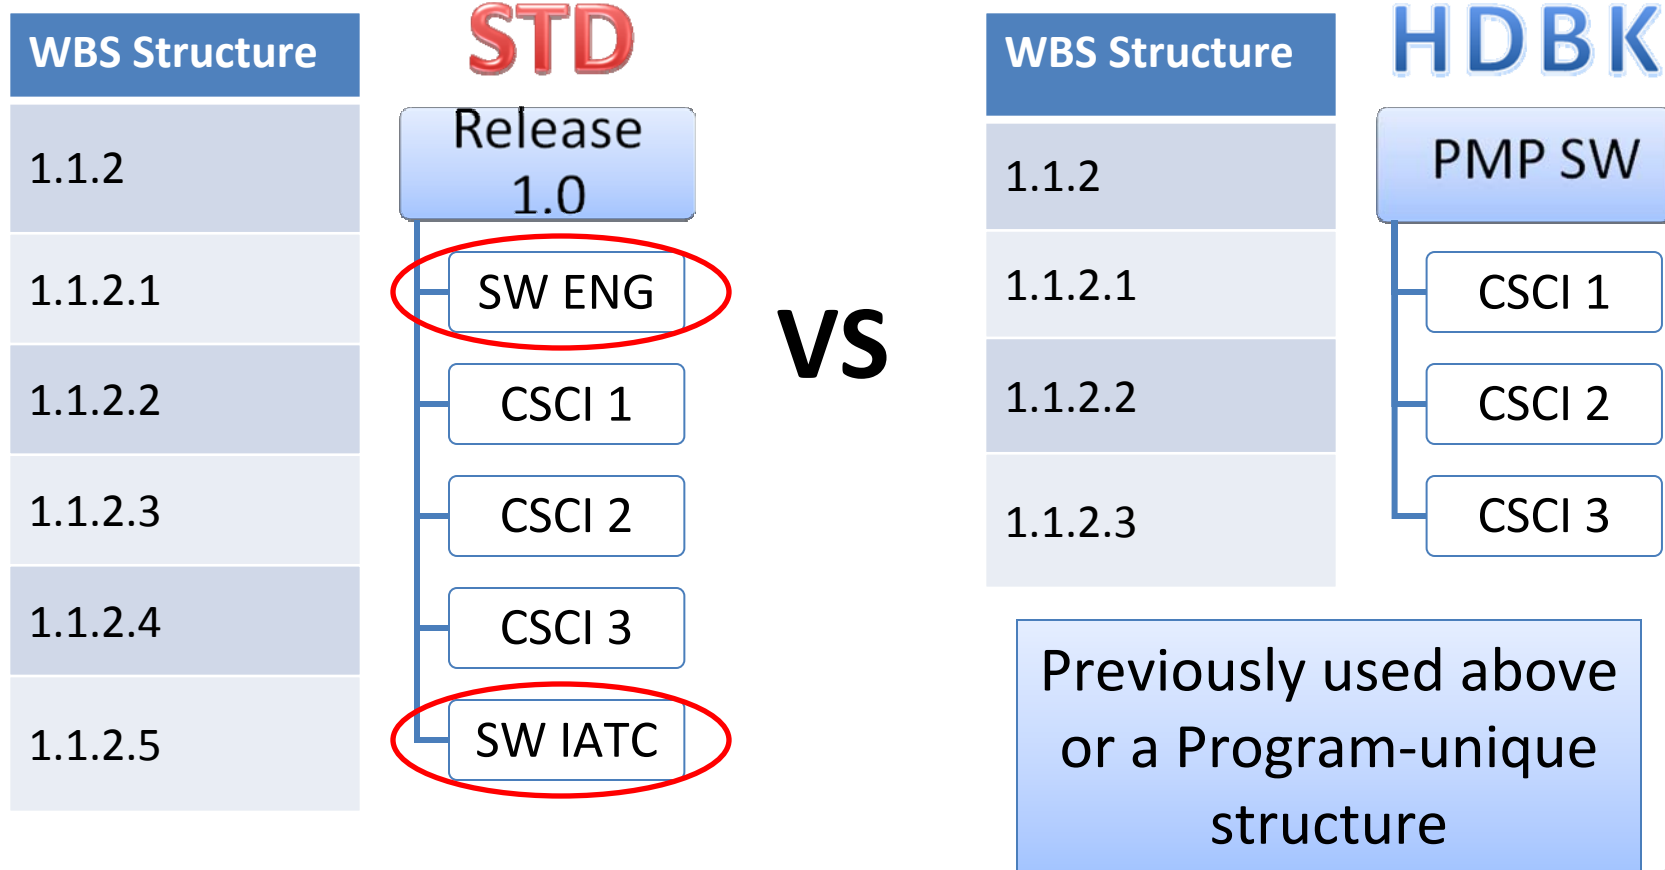 WBS Structure
STD
1.1.2
Release
1.0
1.1.2.1
SW ENG
1.1.2.2
CSCI 1
1.1.2.3
CSCI 2
1.1.2.4
CSCI 3
1.1.2.5
SW IATC
VS
WBS Structure
HDBK
1.1.2
PMP SW
1.1.2.1
CSCI 1
1.1.2.2
CSCI 2
1.1.2.3
CSCI 3
Previously used above
or a Program-unique
structure